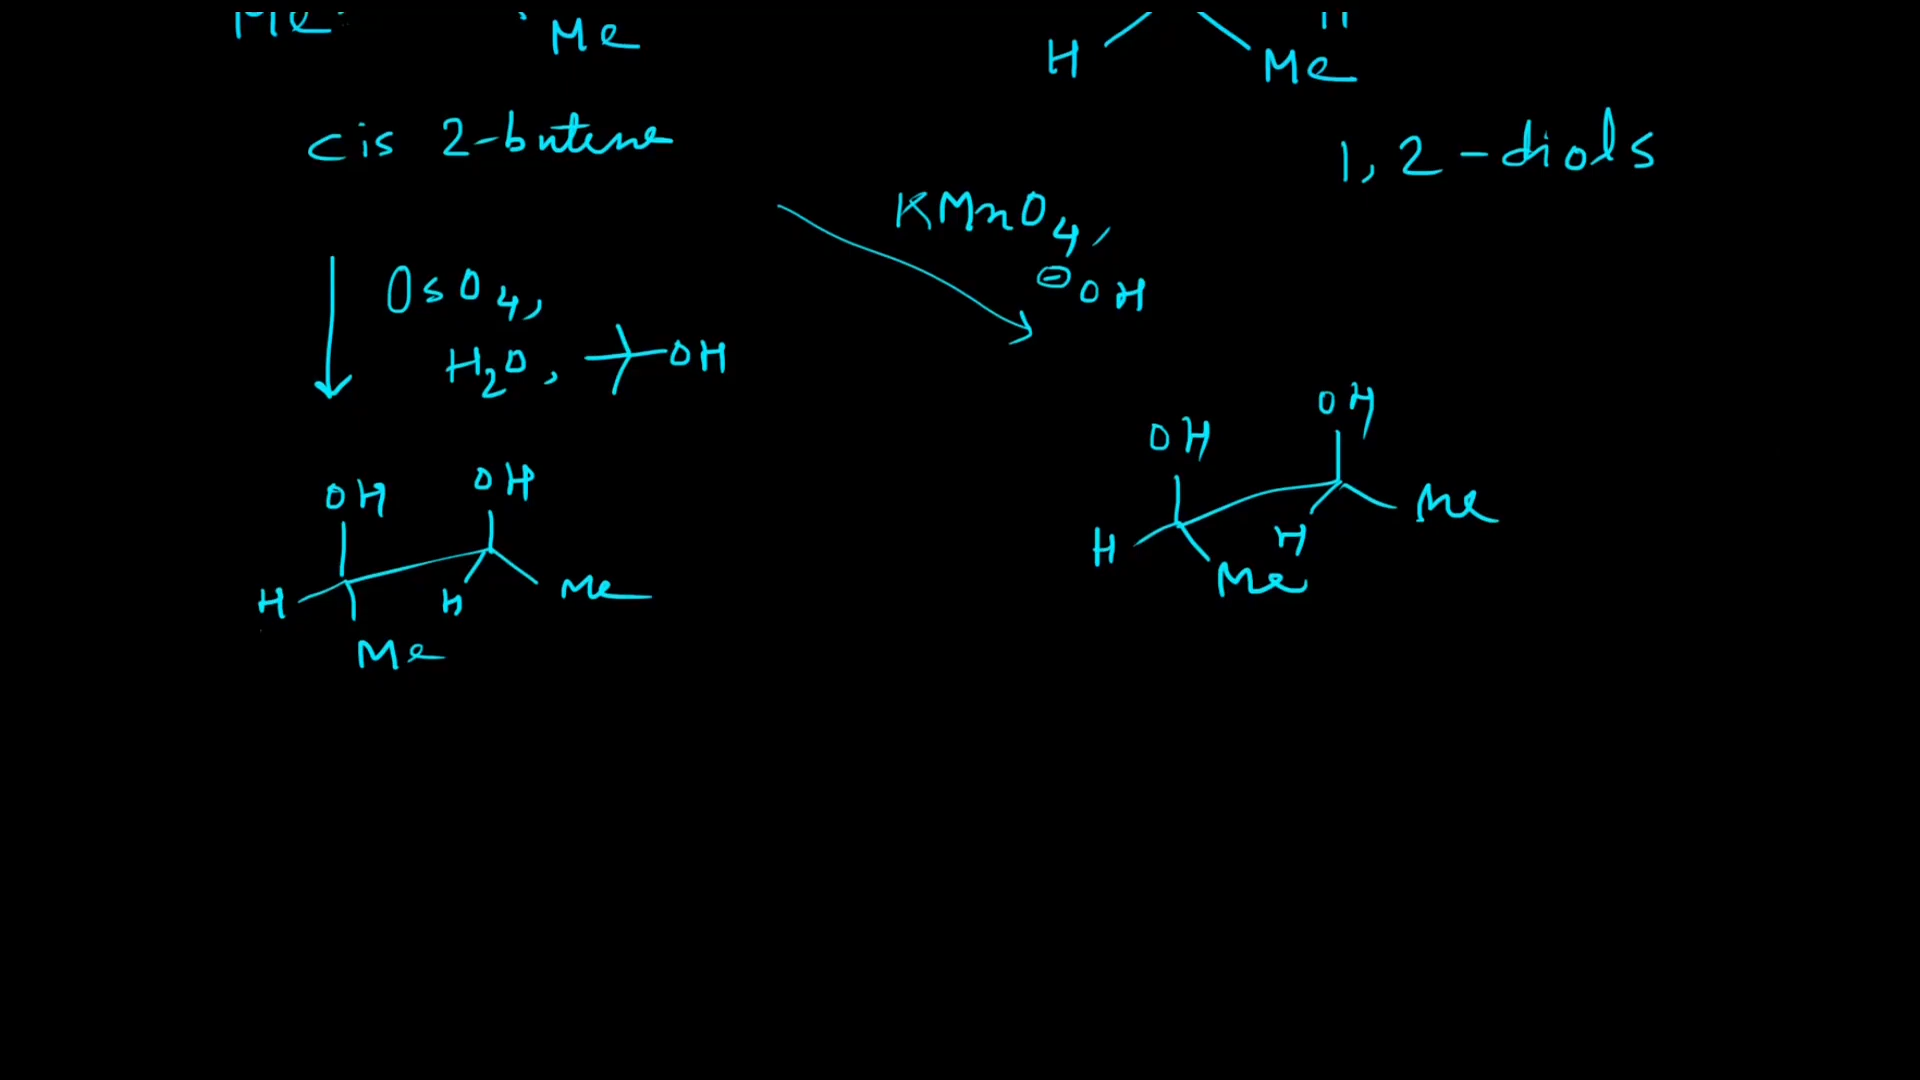 Me
Me
H
H
Me
cis 2-butene
1, 2-diols
KMnO4,
⊖OH
OsO4,
H2O, OH
OH
OH
H
H
Me
Me
OH
OH
H
H
Me
Me